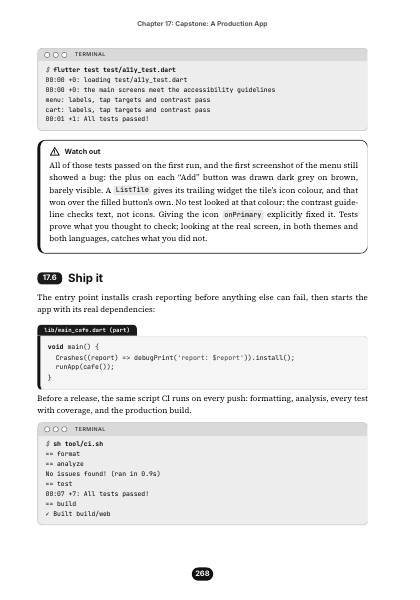 Chapter 17: Capstone: A Production App
TERMINAL
$ flutter test test/a11y_test.dart
00:00 +0: loading test/a11y_test.dart
00:00 +0: the main screens meet the accessibility guidelines
menu: labels, tap targets and contrast pass
cart: labels, tap targets and contrast pass
00:01 +1: All tests passed!
Watch out
All of those tests passed on the first run, and the first screenshot of the menu still
showed a bug: the plus on each “Add” button was drawn dark grey on brown,
barely visible. A ListTile gives its trailing widget the tile's icon colour, and that
won over the filled button's own. No test looked at that colour: the contrast guide-
line checks text, not icons. Giving the icon onPrimary explicitly fixed it. Tests
prove what you thought to check; looking at the real screen, in both themes and
both languages, catches what you did not.
17.6 Ship it
The entry point installs crash reporting before anything else can fail, then starts the
app with its real dependencies:
lib/main_cafe.dart (part)
void main() {
  Crashes((report) => debugPrint('report: $report')).install();
  runApp(cafe());
}
Before a release, the same script CI runs on every push: formatting, analysis, every test
with coverage, and the production build.
TERMINAL
$ sh tool/ci.sh
== format
== analyze
No issues found! (ran in 0.9s)
== test
00:07 +7: All tests passed!
== build
✓ Built build/web
268